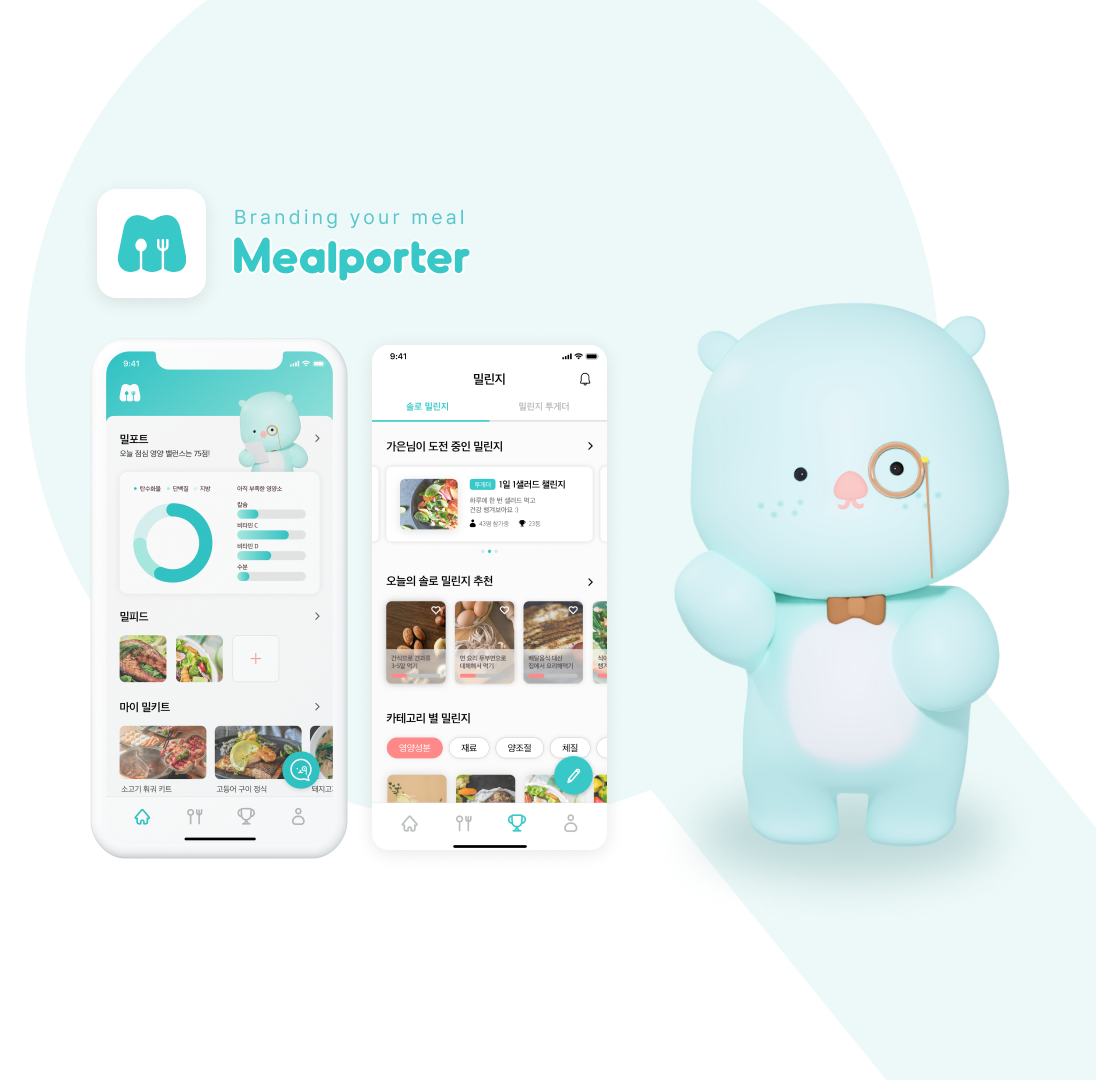 Branding your meal
Mealporter
9:41
밀포트
오늘 점심 영양 밸런스는 75점!
탄수화물 단백질 지방
아직 부족한 영양소
칼슘
비타민 C
비타민 D
수분
밀피드
마이 밀키트
소고기 훠궈 키트
고등어 구이 정식
돼지고
9:41
밀린지
솔로 밀린지
밀린지 투게더
가은님이 도전 중인 밀린지
투게더 1일 1샐러드 챌린지
하루에 한 번 샐러드 먹고
건강 챙겨보아요 :)
43명 참가중 23등
오늘의 솔로 밀린지 추천
간식으로 견과류
3-5알 먹기
면 요리 두부면으로
대체해서 먹기
배달음식 대신
집에서 요리해먹기
카테고리 별 밀린지
영양성분
재료
양조절
체질